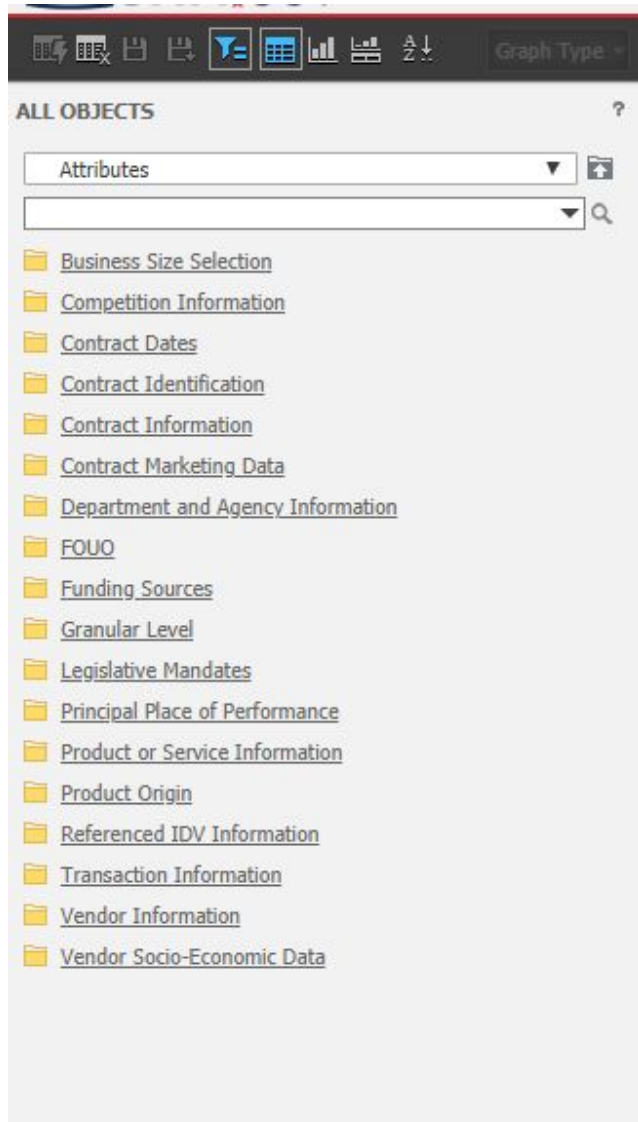 Graph Type
ALL OBJECTS ?
Attributes
Business Size Selection
Competition Information
Contract Dates
Contract Identification
Contract Information
Contract Marketing Data
Department and Agency Information
FOUO
Funding Sources
Granular Level
Legislative Mandates
Principal Place of Performance
Product or Service Information
Product Origin
Referenced IDV Information
Transaction Information
Vendor Information
Vendor Socio-Economic Data